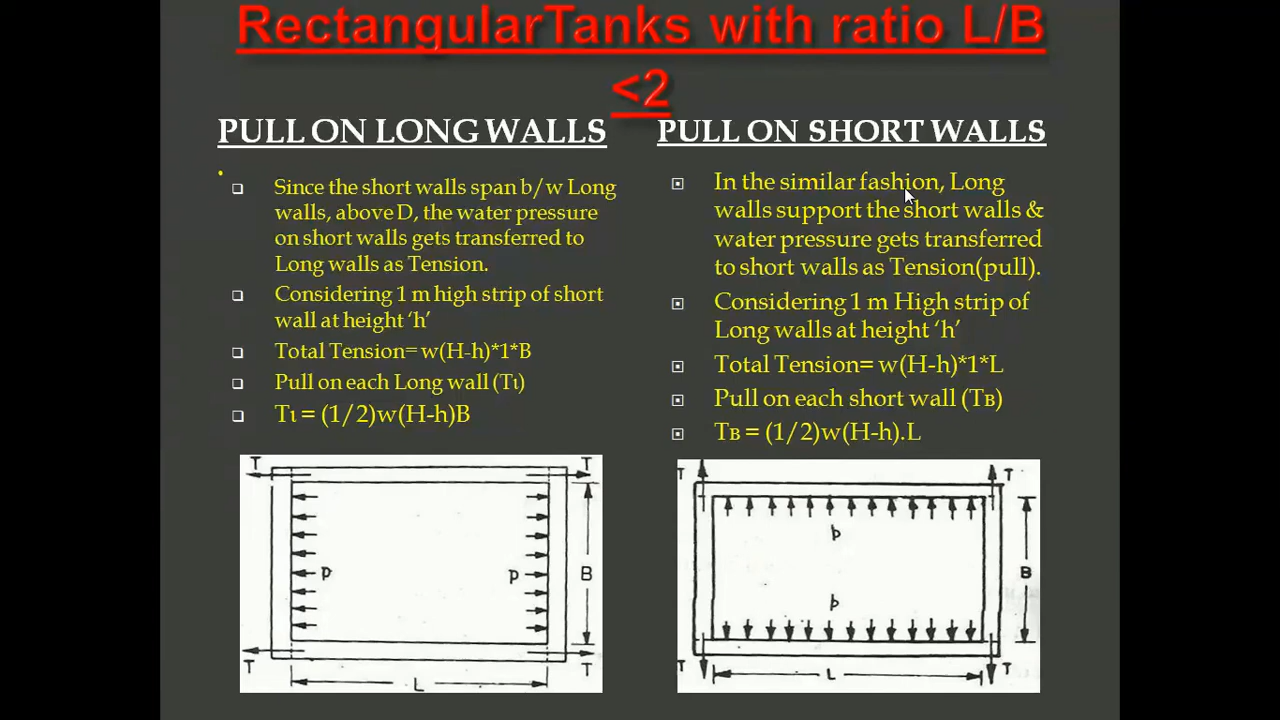 RectangularTanks with ratio L/B
<2
PULL ON LONG WALLS
Since the short walls span b/w Long
walls, above D, the water pressure
on short walls gets transferred to
Long walls as Tension.
Considering 1 m high strip of short
wall at height ‘h’
Total Tension= w(H-h)*1*B
Pull on each Long wall (Tʟ)
Tʟ = (1/2)w(H-h)B
T T
p p B
T T
L
PULL ON SHORT WALLS
In the similar fashion, Long
walls support the short walls &
water pressure gets transferred
to short walls as Tension(pull).
Considering 1 m High strip of
Long walls at height ‘h’
Total Tension= w(H-h)*1*L
Pull on each short wall (Tʙ)
Tʙ = (1/2)w(H-h).L
T T
p
B
p
T T
L